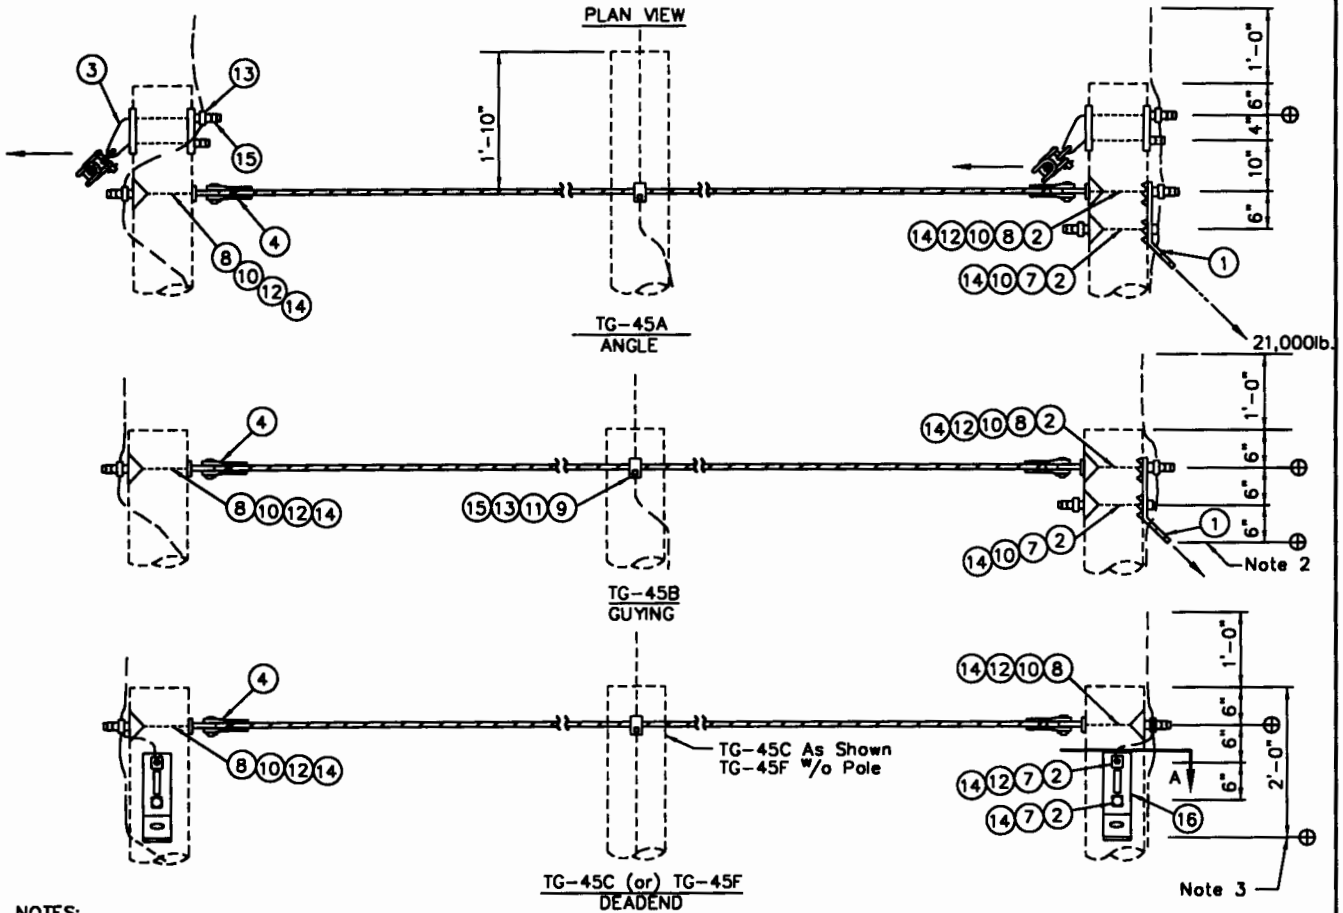 PLAN VIEW
3
13
15
1'-10"
4
8
10
12
14
14 12 10 8 2
14 10 7 2
1
1'-0"
6"
4"
10"
6"
21,000lb.
TG-45A
ANGLE
4
8 10 12 14
15 13 11 9
14 12 10 8 2
14 10 7 2
1
1'-0"
6"
6"
6"
Note 2
TG-45B
GUYING
4
8 10 12 14
TG-45C As Shown
TG-45F w/o Pole
14 12 10 8
14 12 7 2
14 7 2
A
16
1'-0"
6"
6"
6"
2'-0"
Note 3
TG-45C (or) TG-45F
DEADEND
NOTES: